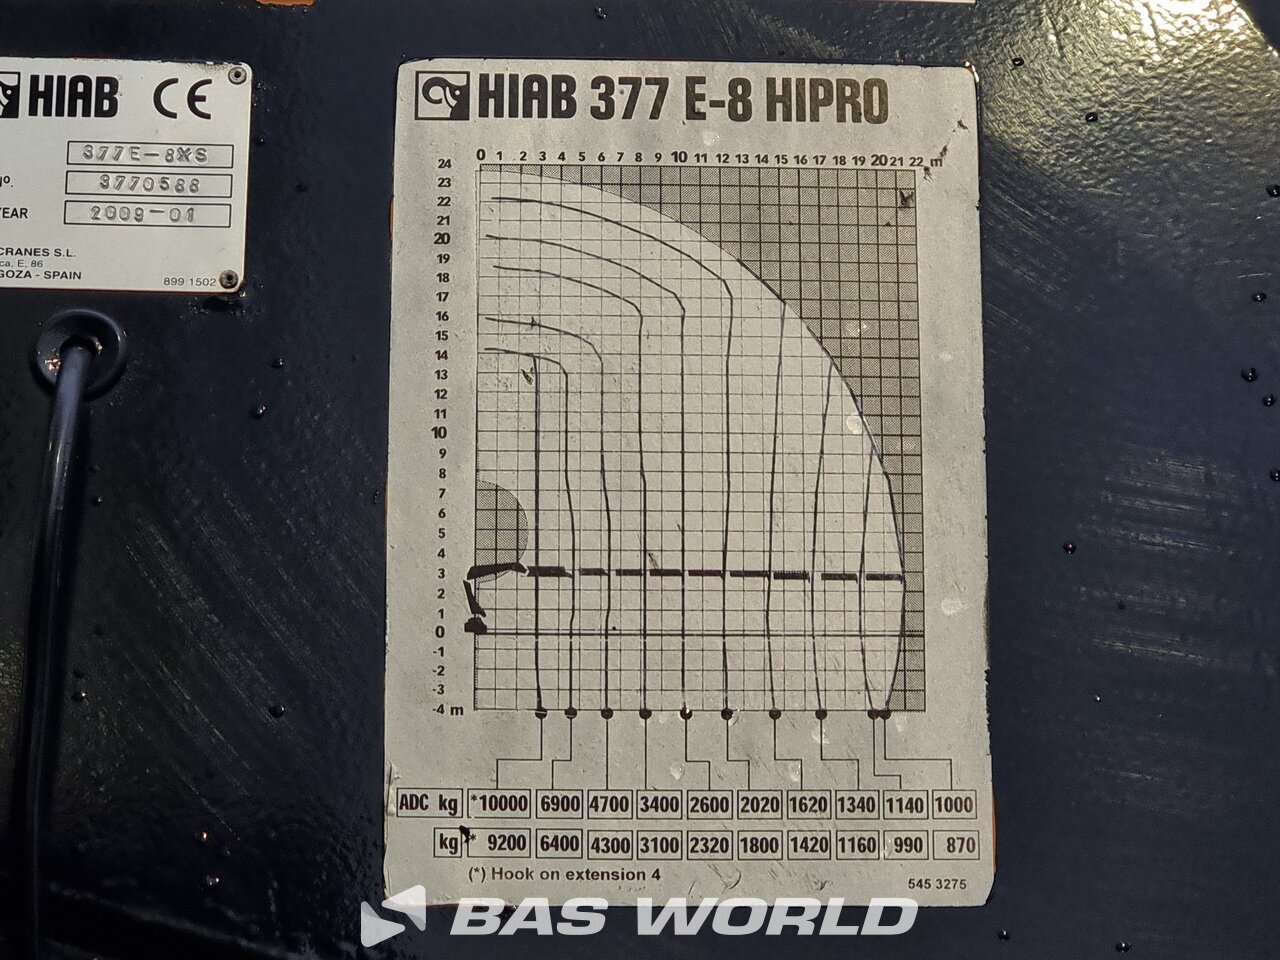 HIAB CE
377E-8XS
Nº. 3770588
YEAR 2009-01
CRANES S.L.
ca, E, 86
GOZA - SPAIN
899 1502
HIAB 377 E-8 HIPRO
0 1 2 3 4 5 6 7 8 9 10 11 12 13 14 15 16 17 18 19 20 21 22 m
24
23
22
21
20
19
18
17
16
15
14
13
12
11
10
9
8
7
6
5
4
3
2
1
0
-1
-2
-3
-4 m
ADC kg *10000 6900 4700 3400 2600 2020 1620 1340 1140 1000
kg * 9200 6400 4300 3100 2320 1800 1420 1160 990 870
(*) Hook on extension 4
545 3275
BAS WORLD